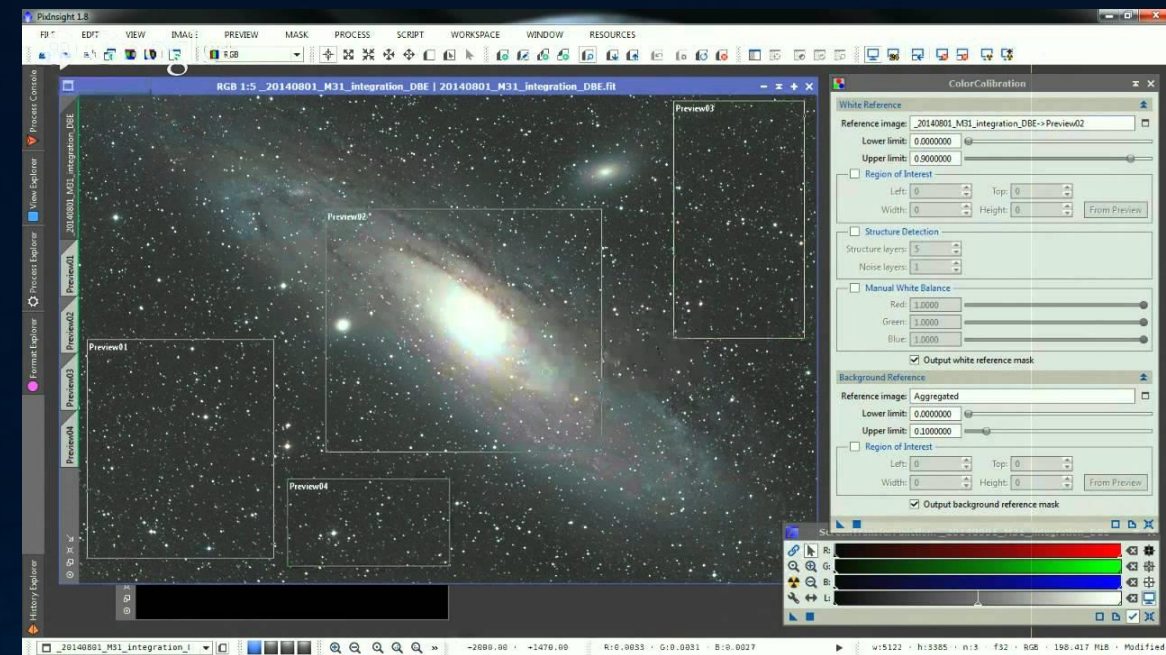 PixInsight 1.8
EDIT VIEW IMAGE PREVIEW MASK PROCESS SCRIPT WORKSPACE WINDOW RESOURCES
RGB
RGB 1:5 _20140801_M31_integration_DBE | 20140801_M31_integration_DBE.fit
Process Console
View Explorer
Process Explorer
Format Explorer
History Explorer
_20140801_M31_integration_DBE
Preview01
Preview02
Preview03
Preview04
Preview03
Preview02
Preview01
Preview04
ColorCalibration
White Reference
Reference image: _20140801_M31_integration_DBE->Preview02
Lower limit: 0.0000000
Upper limit: 0.9000000
Region of Interest
Left: 0 Top: 0
Width: 0 Height: 0 From Preview
Structure Detection
Structure layers: 5
Noise layers: 1
Manual White Balance
Red: 1.0000
Green: 1.0000
Blue: 1.0000
Output white reference mask
Background Reference
Reference image: Aggregated
Lower limit: 0.0000000
Upper limit: 0.1000000
Region of Interest
Left: 0 Top: 0
Width: 0 Height: 0 From Preview
Output background reference mask
R:
G:
B:
L:
_20140801_M31_integration_ -2000.00 · +1470.00 R:0.0033 · G:0.0031 · B:0.0027 w:5122 · h:3385 · n:3 · f32 · RGB · 198.417 MiB · Modified